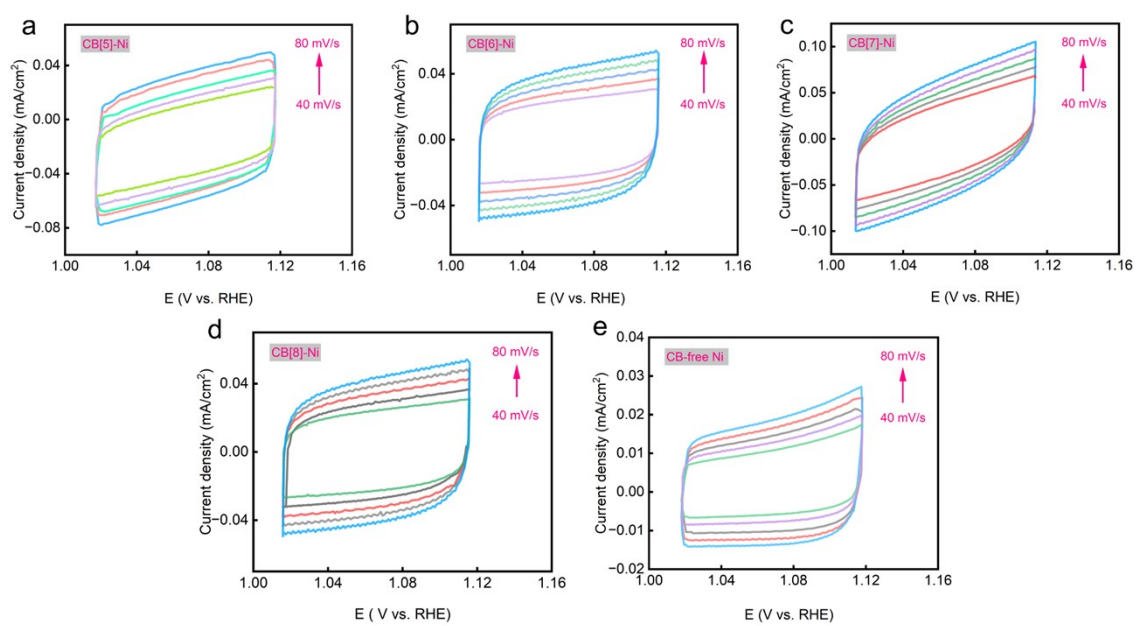 a
CB[5]-Ni
80 mV/s
40 mV/s
Current density (mA/cm²)
0.04
0.00
−0.04
−0.08
1.00 1.04 1.08 1.12 1.16
E (V vs. RHE)
b
CB[6]-Ni
80 mV/s
40 mV/s
Current density (mA/cm²)
0.04
0.00
−0.04
1.00 1.04 1.08 1.12 1.16
E (V vs. RHE)
c
CB[7]-Ni
80 mV/s
40 mV/s
Current density (mA/cm²)
0.10
0.05
0.00
−0.05
−0.10
1.00 1.04 1.08 1.12 1.16
E (V vs. RHE)
d
CB[8]-Ni
80 mV/s
40 mV/s
Current density (mA/cm²)
0.04
0.00
−0.04
1.00 1.04 1.08 1.12 1.16
E ( V vs. RHE)
e
CB-free Ni
80 mV/s
40 mV/s
Current density (mA/cm²)
0.04
0.03
0.02
0.01
0.00
−0.01
−0.02
1.00 1.04 1.08 1.12 1.16
E (V vs. RHE)